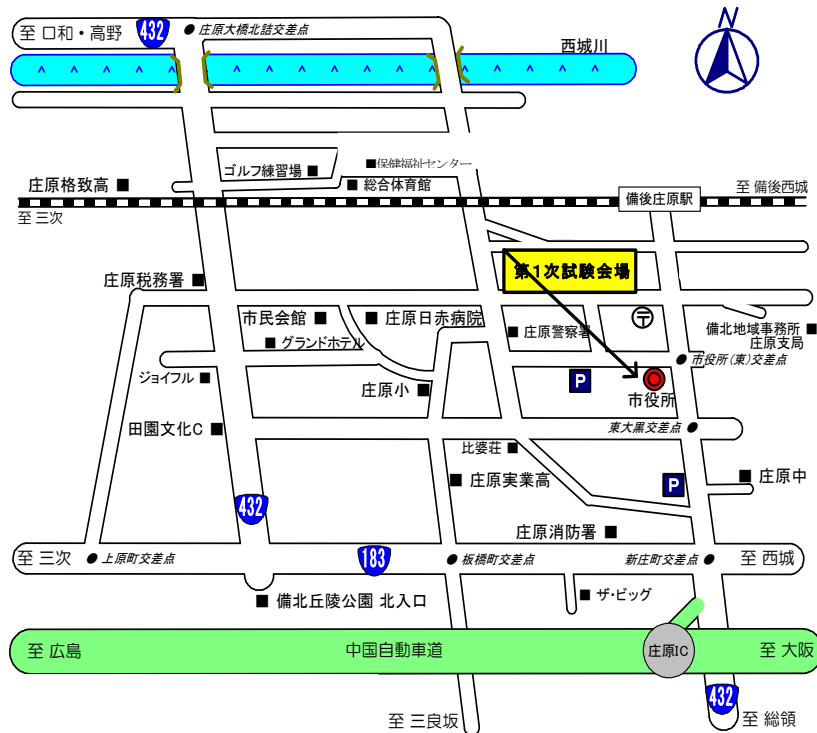 N
至 口和・高野
432
庄原大橋北詰交差点
西城川
ゴルフ練習場
保健福祉センター
庄原格致高
総合体育館
備後庄原駅
至 備後西城
至 三次
第1次試験会場
庄原税務署
市民会館
庄原日赤病院
庄原警察署
〒
備北地域事務所
庄原支局
グランドホテル
市役所(東)交差点
ジョイフル
庄原小
P
市役所
田園文化C
東大黒交差点
比婆荘
庄原実業高
P
庄原中
432
庄原消防署
至 三次
上原町交差点
183
板橋町交差点
新庄町交差点
至 西城
備北丘陵公園 北入口
ザ・ビッグ
至 広島
中国自動車道
庄原IC
至 大阪
432
至 三良坂
至 総領